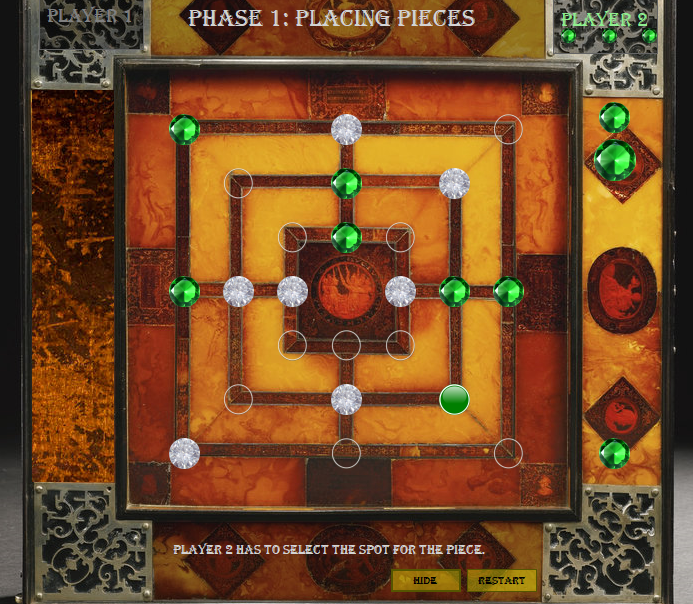 PLAYER 1
PHASE 1: PLACING PIECES
PLAYER 2
PLAYER 2 HAS TO SELECT THE SPOT FOR THE PIECE.
HIDE
RESTART